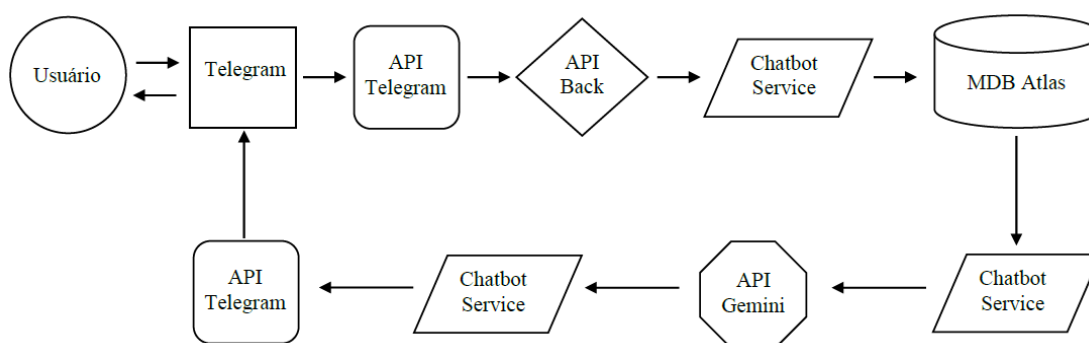 Usuário
Telegram
API
Telegram
API
Back
Chatbot
Service
MDB Atlas
API
Telegram
Chatbot
Service
API
Gemini
Chatbot
Service